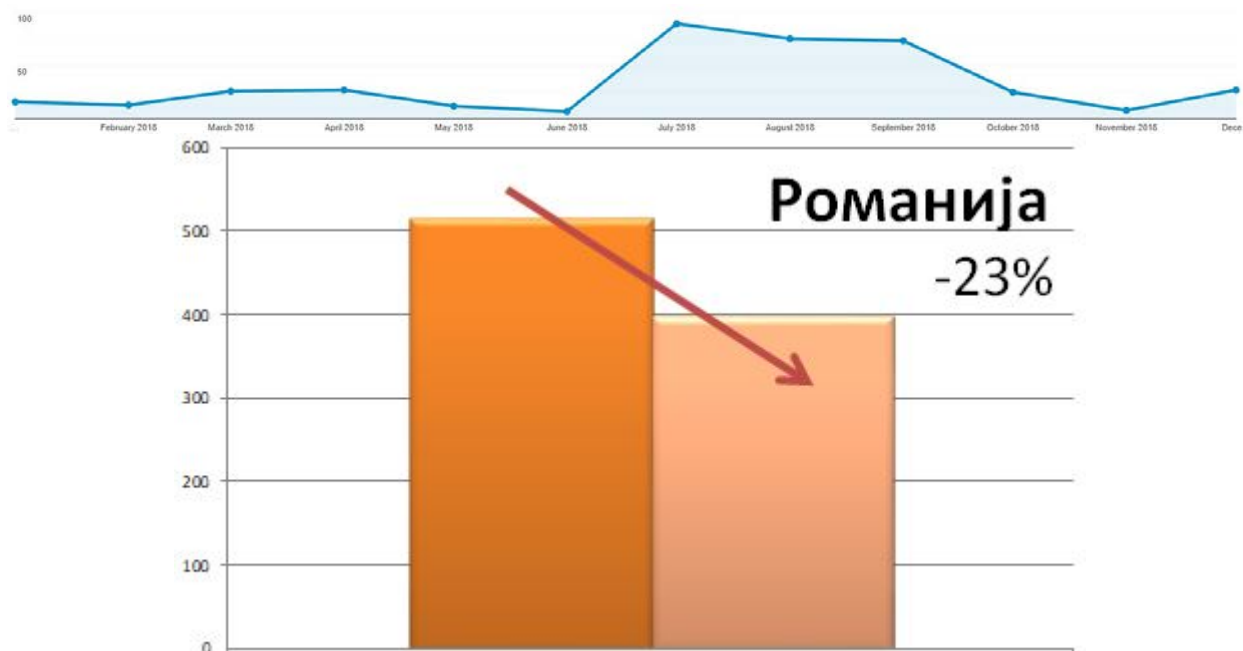 100
50
February 2018
March 2018
April 2018
May 2018
June 2018
July 2018
August 2018
September 2018
October 2018
November 2018
Dece
600
Романија
500
-23%
400
300
200
100
0